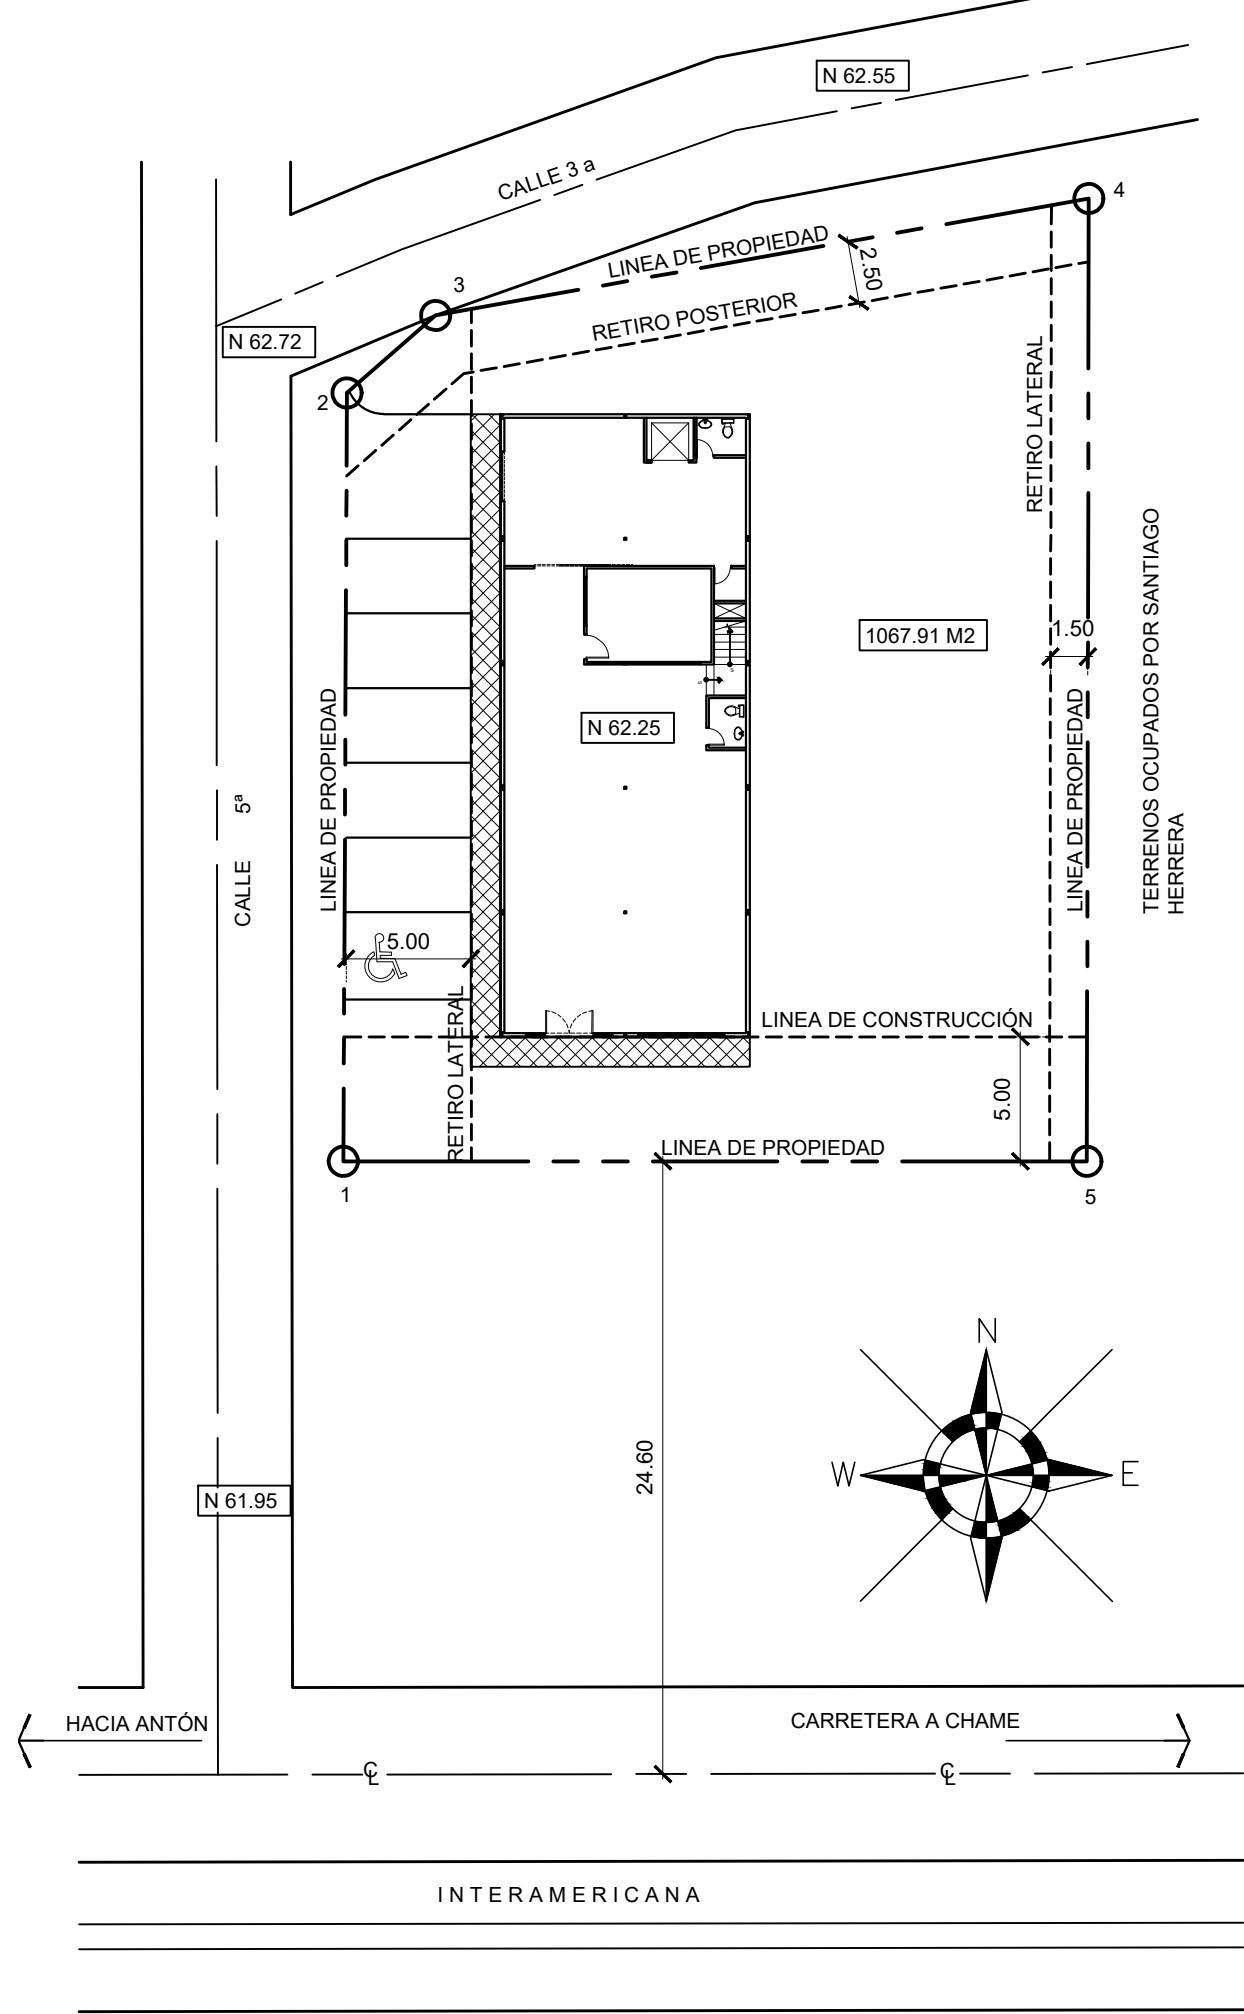 N 62.55
CALLE 3 a
4
LINEA DE PROPIEDAD
2.50
3
RETIRO POSTERIOR
N 62.72
2
RETIRO LATERAL
TERRENOS OCUPADOS POR SANTIAGO
HERRERA
1067.91 M2
1.50
N 62.25
LINEA DE PROPIEDAD
LINEA DE PROPIEDAD
CALLE 5ª
5.00
RETIRO LATERAL
LINEA DE CONSTRUCCIÓN
5.00
LINEA DE PROPIEDAD
1
5
N
W
E
24.60
N 61.95
HACIA ANTÓN
CARRETERA A CHAME
℄
℄
INTERAMERICANA